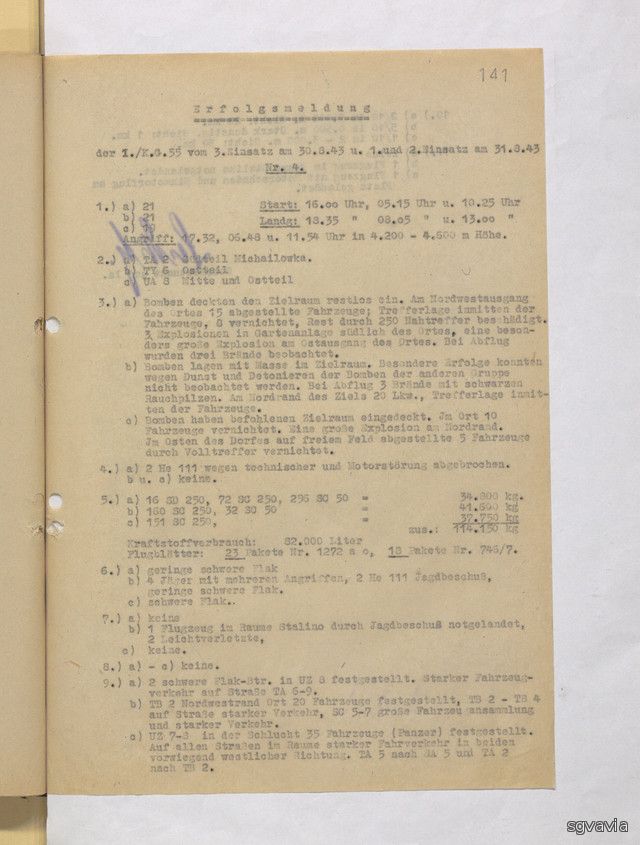 141
Erfolgsmeldung
der I./K.G.55 vom 3.Einsatz am 30.8.43 u. 1.und 2.Einsatz am 31.8.43
Nr. 4.
1.) a) 21 Start: 16.00 Uhr, 05.15 Uhr u. 10.25 Uhr
b) 21 Landg: 18.35 " 08.05 " u. 13.00 "
c)
Angriff: 17.32, 06.48 u. 11.54 Uhr in 4.200 - 4.600 m Höhe.
2.) a) TA 2 Michailowka.
b) TY 6 Ostteil
c) UA 8 Mitte und Ostteil
3.) a) Bomben deckten den Zielraum restlos ein. Am Nordwestausgang
des Ortes 15 abgestellte Fahrzeuge; Trefferlage inmitten der
Fahrzeuge, 8 vernichtet, Rest durch 250 Nahtreffer beschädigt.
3 Explosionen in Gartenanlage südlich des Ortes, eine beson-
ders große Explosion am Ostausgang des Ortes. Bei Abflug
wurden drei Brände beobachtet.
b) Bomben lagen mit Masse im Zielraum. Besondere Erfolge konnten
wegen Dunst und Detonieren der Bomben der anderen Gruppe
nicht beobachtet werden. Bei Abflug 3 Brände mit schwarzen
Rauchpilzen. Am Nordrand des Ziels 20 Lkw., Trefferlage inmit-
ten der Fahrzeuge.
c) Bomben haben befohlenen Zielraum eingedeckt. Jm Ort 10
Fahrzeuge vernichtet. Eine große Explosion am Nordrand.
Jm Osten des Dorfes auf freiem Feld abgestellte 5 Fahrzeuge
durch Volltreffer vernichtet.
4.) a) 2 He 111 wegen technischer und Motorstörung abgebrochen.
b u. c) keine.
5.) a) 16 SD 250, 72 SC 250, 256 SC 50 = 34.800 kg.
b) 160 SC 250, 32 SC 50 = 41.600 kg
c) 151 SC 250, = 37.750 kg
zus.: 114.150 kg
Kraftstoffverbrauch: 82.000 Liter
Flugblätter: 23 Pakete Nr. 1272 a o, 18 Pakete Nr. 746/7.
6.) a) geringe schwere Flak
b) 4 Jäger mit mehreren Angriffen, 2 He 111 Jagdbeschuß,
geringe schwere Flak.
c) schwere Flak..
7.) a) keine
b) 1 Flugzeug im Raume Stalino durch Jagdbeschuß notgelandet,
2 Leichtverletzte,
c) keine.
8.) a) - c) keine.
9.) a) 2 schwere Flak-Btr. in UZ 8 festgestellt. Starker Fahrzeug-
verkehr auf Straße TA 6-9.
b) TB 2 Nordwestrand Ort 20 Fahrzeuge festgestellt, TB 2 - TB 4
auf Straße starker Verkehr, SC 5-7 große Fahrzeugansammlung
und starker Verkehr.
c) UZ 7-8 in der Schlucht 35 Fahrzeuge (Panzer) festgestellt.
Auf allen Straßen im Raume starker Fahrverkehr in beiden
vorwiegend westlicher Richtung. TA 5 nach UA 5 und TA 2
nach TB 2.
sgvavia